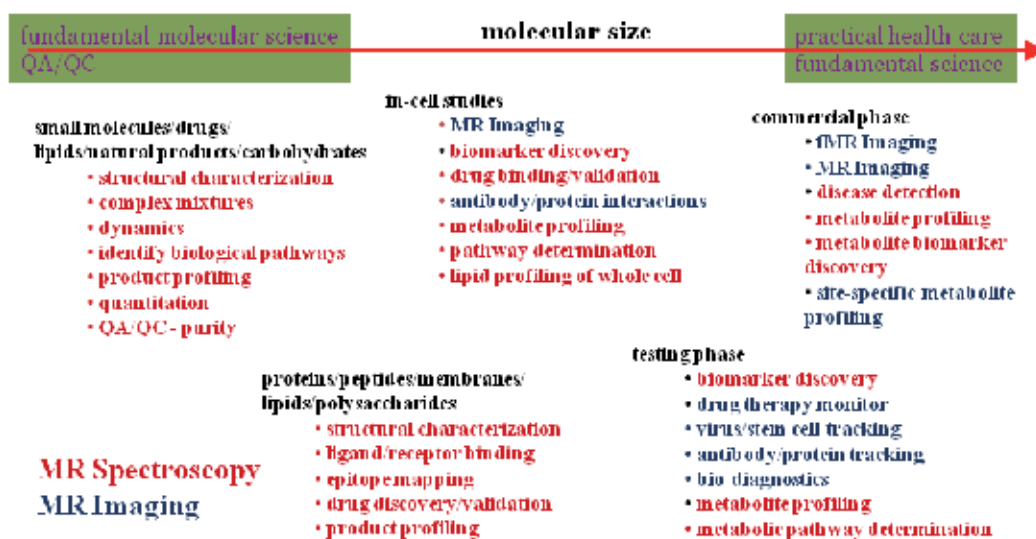 fundamental molecular science
QA/QC
molecular size
practical health care
fundamental science
small molecules/drugs/
lipids/natural products/carbohydrates
• structural characterization
• complex mixtures
• dynamics
• identify biological pathways
• product profiling
• quantitation
• QA/QC - purity
in-cell studies
• MR Imaging
• biomarker discovery
• drug binding/validation
• antibody/protein interactions
• metabolite profiling
• pathway determination
• lipid profiling of whole cell
commercial phase
• fMR Imaging
• MR Imaging
• disease detection
• metabolite profiling
• metabolite biomarker
discovery
• site-specific metabolite
profiling
proteins/peptides/membranes/
lipids/polysaccharides
• structural characterization
• ligand/receptor binding
• epitope mapping
• drug discovery/validation
• product profiling
testing phase
• biomarker discovery
• drug therapy monitor
• virus/stem cell tracking
• antibody/protein tracking
• bio-diagnostics
• metabolite profiling
• metabolic pathway determination
MR Spectroscopy
MR Imaging